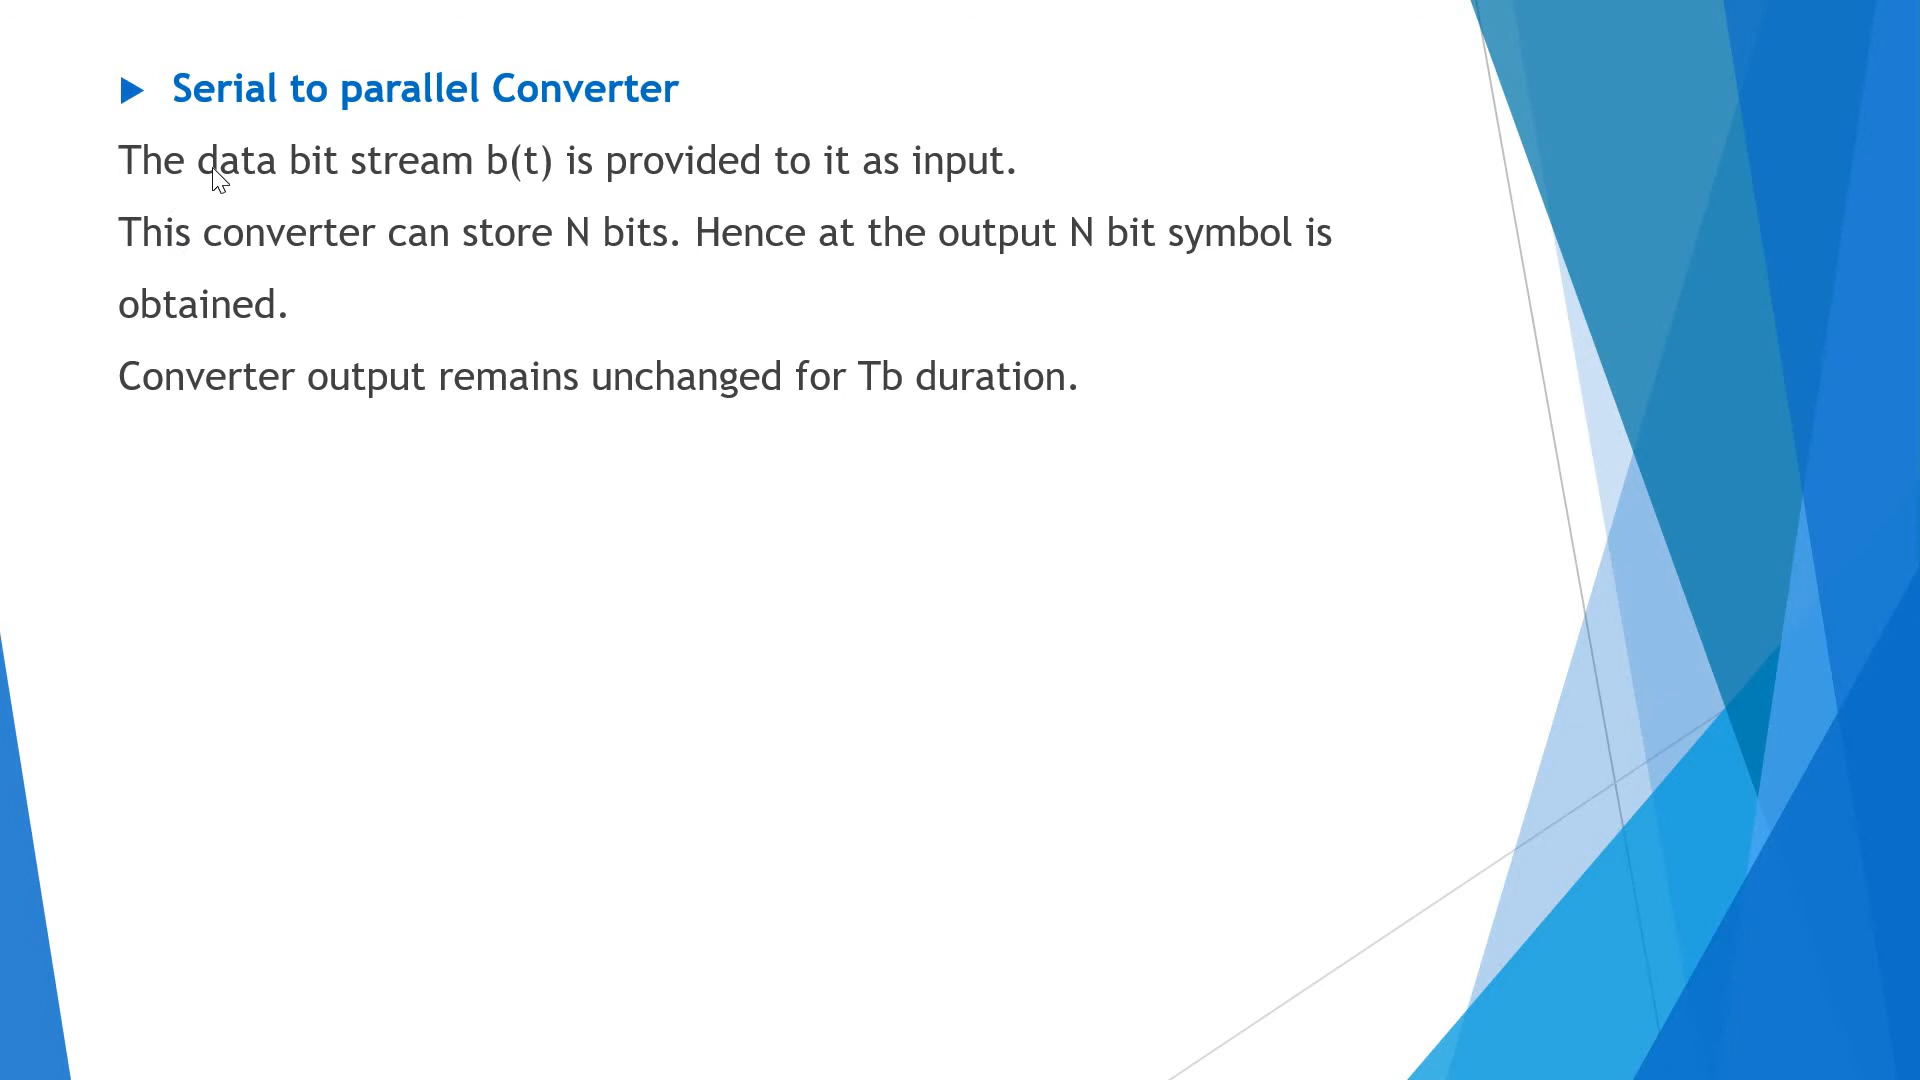 Serial to parallel Converter
The data bit stream b(t) is provided to it as input.
This converter can store N bits. Hence at the output N bit symbol is
obtained.
Converter output remains unchanged for Tb duration.